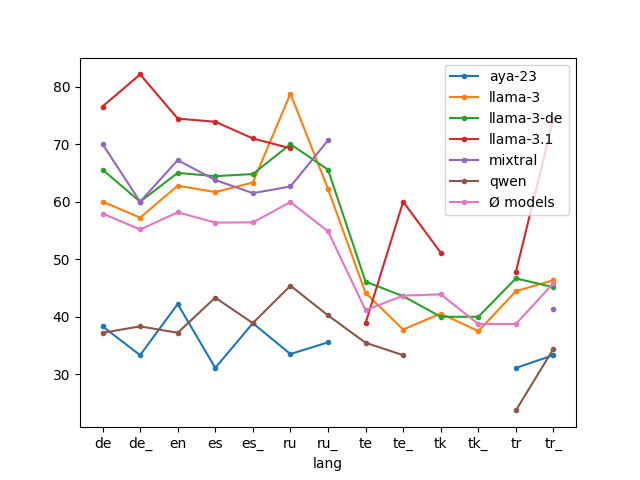 80
70
60
50
40
30
de de_ en es es_ ru ru_ te te_ tk tk_ tr tr_
lang
aya-23
llama-3
llama-3-de
llama-3.1
mixtral
qwen
Ø models